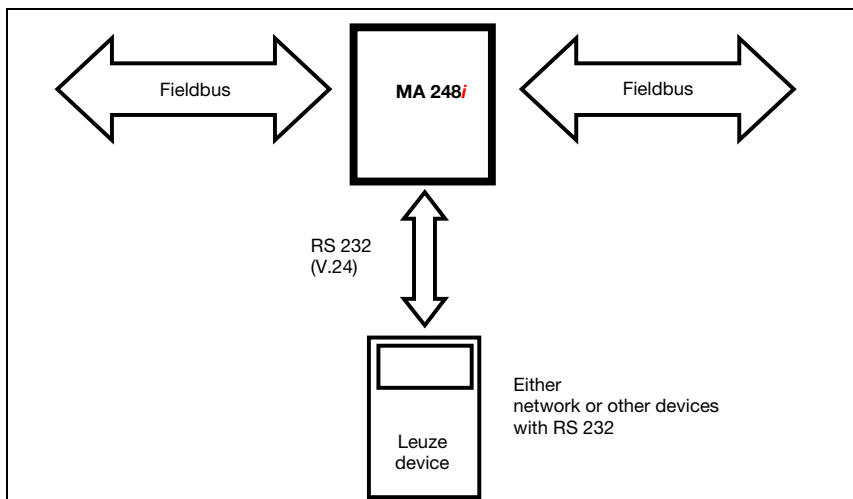 Fieldbus
MA 248i
Fieldbus
RS 232
(V.24)
Either
network or other devices
with RS 232
Leuze
device